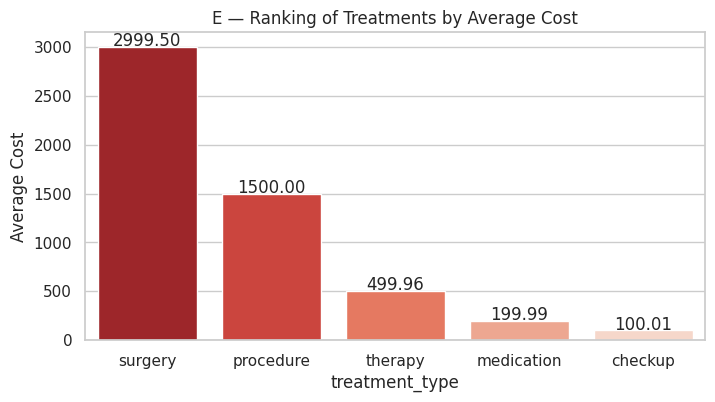 E — Ranking of Treatments by Average Cost
Average Cost
3000
2500
2000
1500
1000
500
0
2999.50
1500.00
499.96
199.99
100.01
surgery
procedure
therapy
medication
checkup
treatment_type